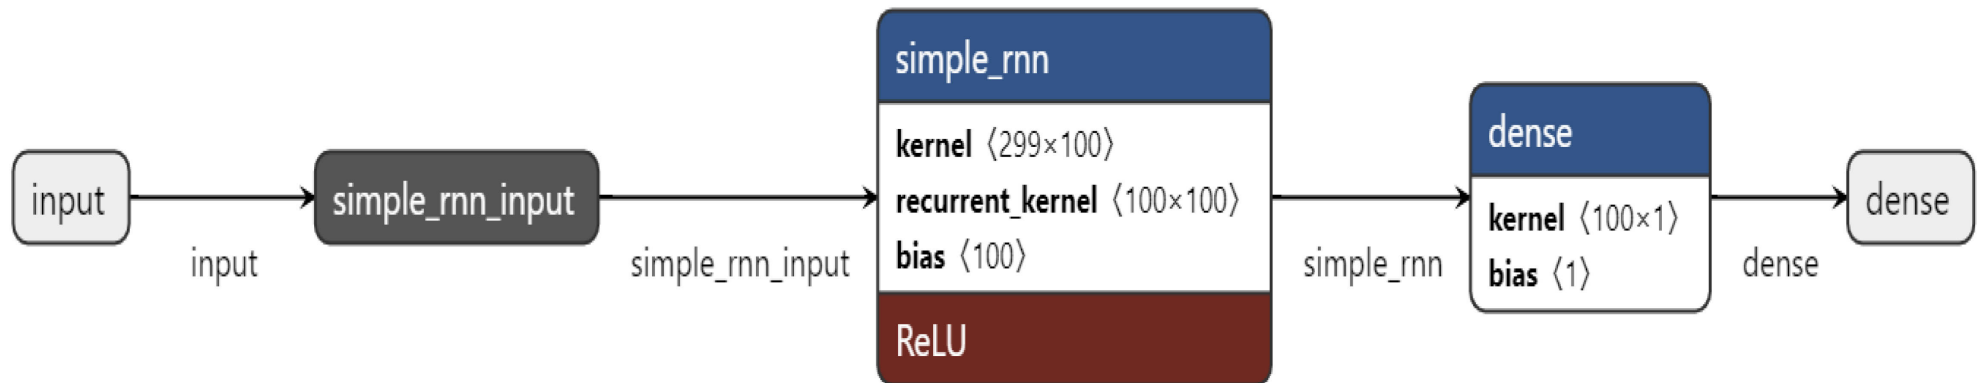 input
input
simple_rnn_input
simple_rnn_input
simple_rnn
kernel ⟨299×100⟩
recurrent_kernel ⟨100×100⟩
bias ⟨100⟩
ReLU
simple_rnn
dense
kernel ⟨100×1⟩
bias ⟨1⟩
dense
dense